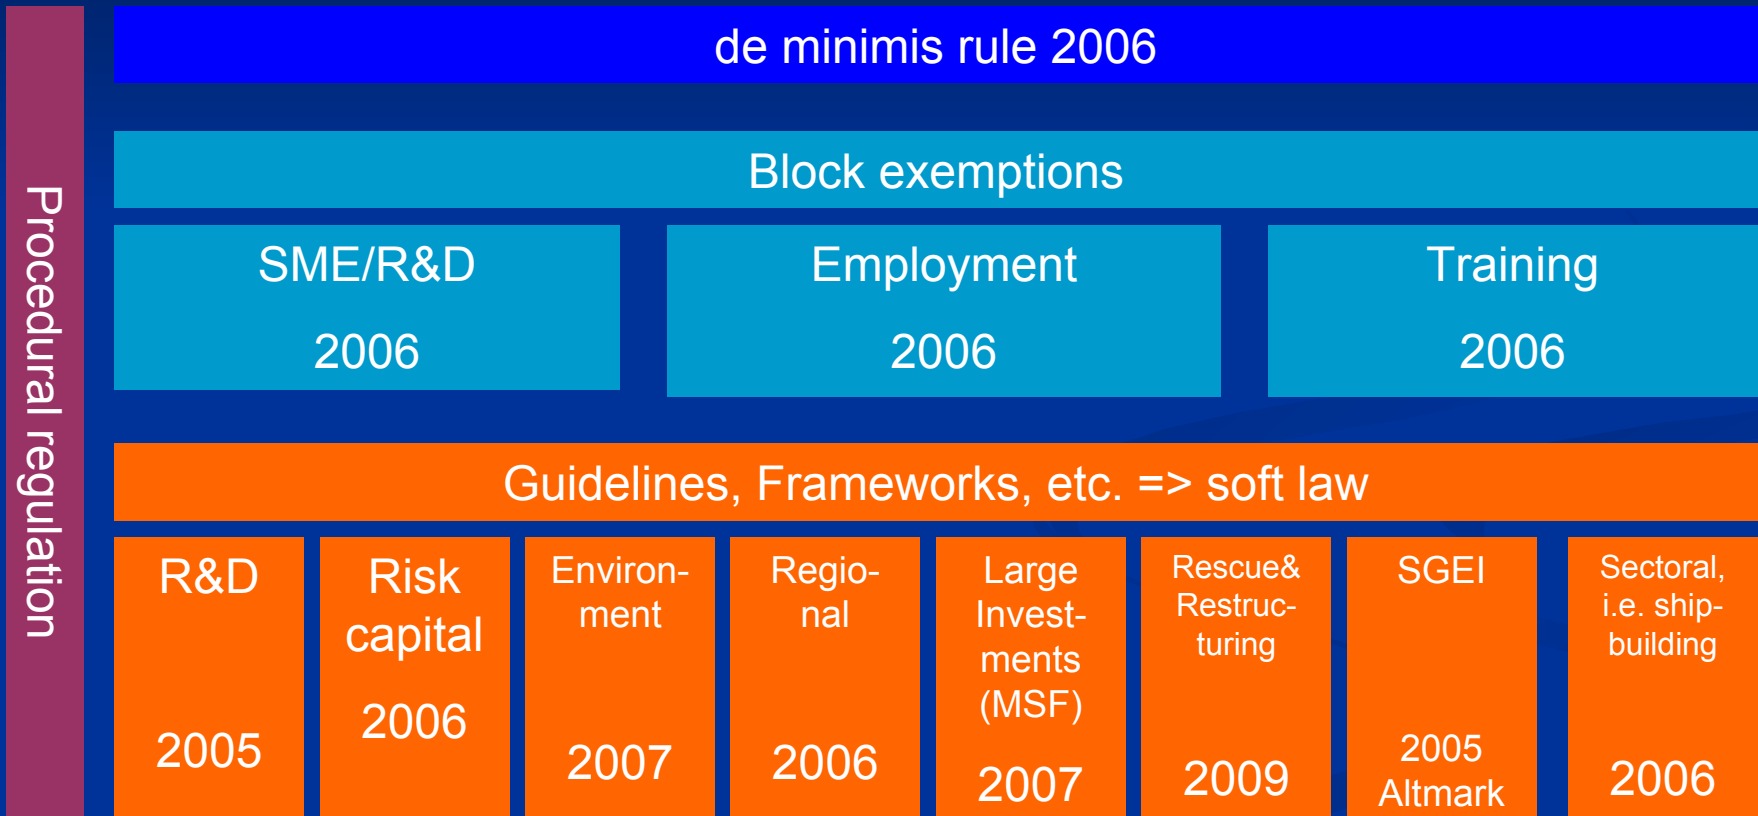 Procedural regulation
de minimis rule 2006
Block exemptions
SME/R&D
2006
Employment
2006
Training
2006
Guidelines, Frameworks, etc. => soft law
R&D
2005
Risk
capital
2006
Environ-
ment
2007
Regio-
nal
2006
Large
Invest-
ments
(MSF)
2007
Rescue&
Restruc-
turing
2009
SGEI
2005
Altmark
Sectoral,
i.e. ship-
building
2006